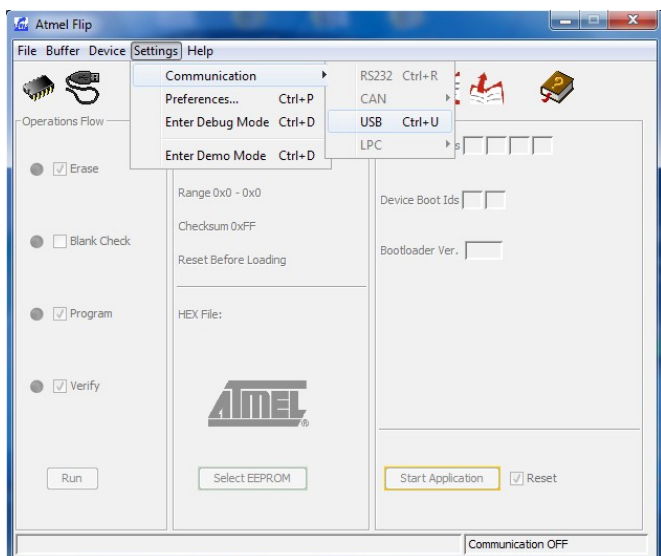 Atmel Flip
File Buffer Device Settings Help
Communication
Preferences... Ctrl+P
Enter Debug Mode Ctrl+D
Enter Demo Mode Ctrl+D
RS232 Ctrl+R
CAN
USB Ctrl+U
LPC
Operations Flow
Erase
Blank Check
Program
Verify
Run
Range 0x0 - 0x0
Checksum 0xFF
Reset Before Loading
HEX File:
ATMEL
Select EEPROM
Device Boot Ids
Bootloader Ver.
Start Application
Reset
Communication OFF